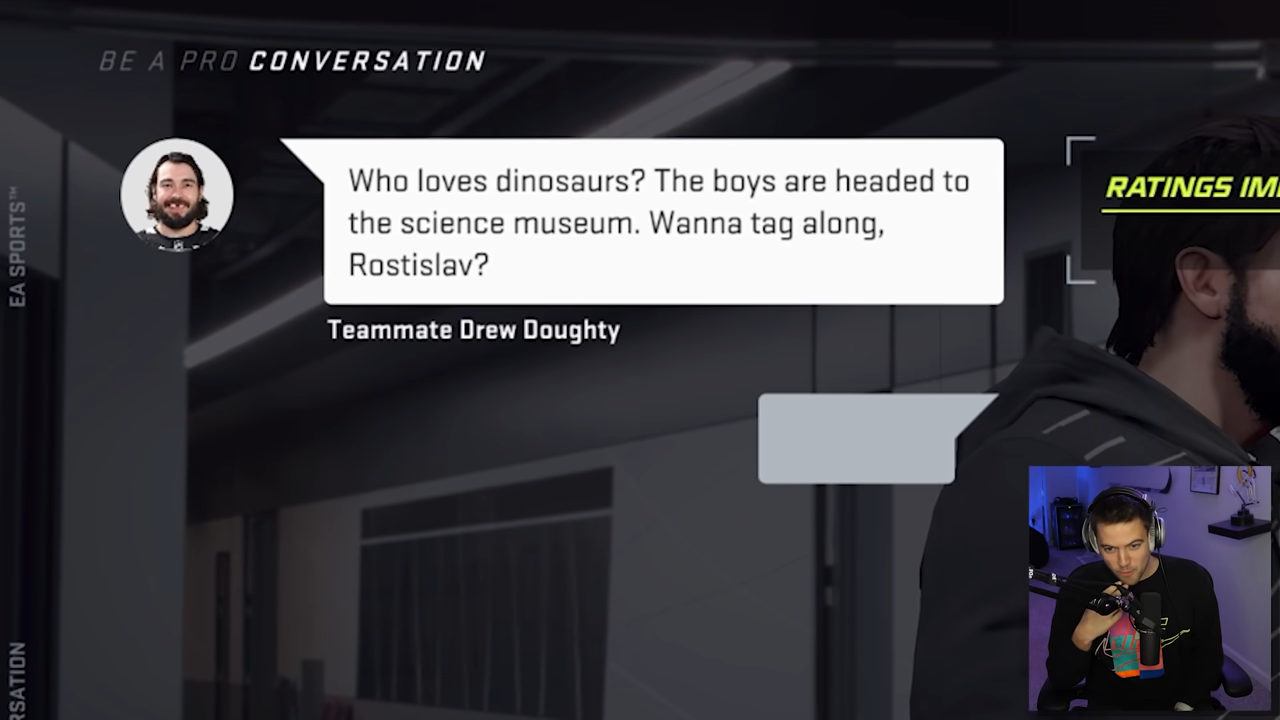 BE A PRO CONVERSATION
Who loves dinosaurs? The boys are headed to
the science museum. Wanna tag along,
Rostislav?
Teammate Drew Doughty
EA SPORTS™